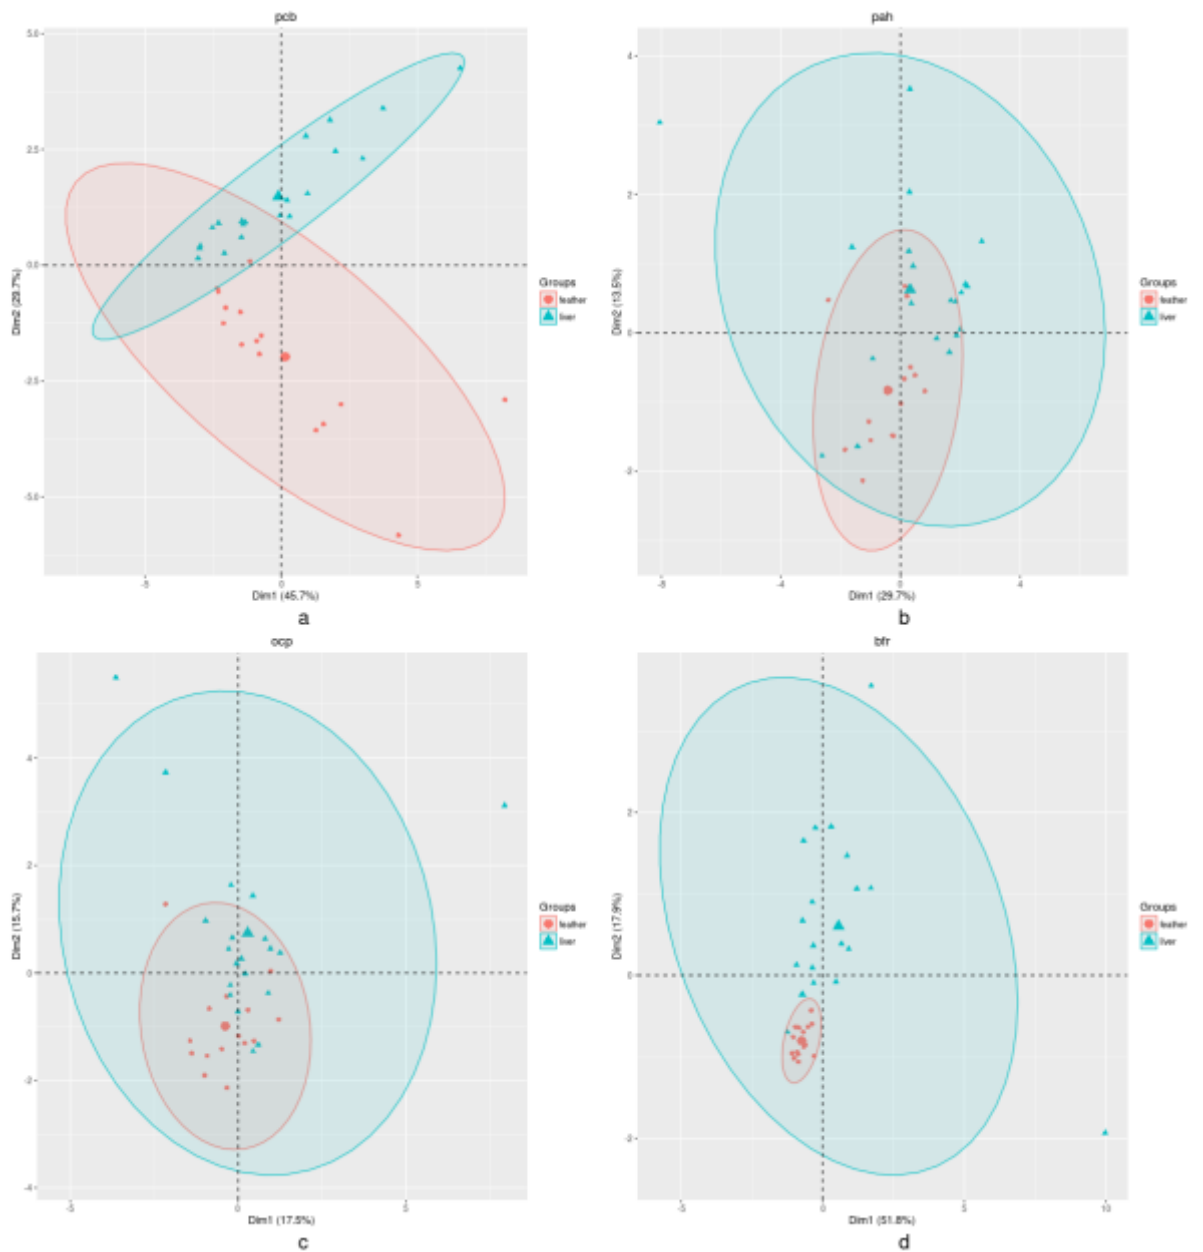 pcb
5.0
2.5
0.0
-2.5
-5.0
Dim2 (29.7%)
-5
0
5
Dim1 (45.7%)
Groups
feather
liver
a
pah
4
2
0
-2
Dim2 (13.5%)
-8
-4
0
4
Dim1 (29.7%)
Groups
feather
liver
b
ocp
4
2
0
-2
-4
Dim2 (15.7%)
-5
0
5
Dim1 (17.5%)
Groups
feather
liver
c
bfr
2
0
-2
Dim2 (17.9%)
-5
0
5
10
Dim1 (51.8%)
Groups
feather
liver
d